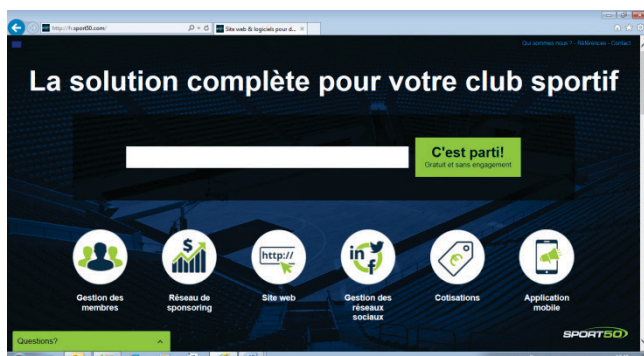 http://fr.sport50.com/
Site web & logiciels pour d...
Qui sommes nous ? - Références - Contact
La solution complète pour votre club sportif
C'est parti!
Gratuit et sans engagement
$
http://
in
f
€
Gestion des
membres
Réseau de
sponsoring
Site web
Gestion des
réseaux
sociaux
Cotisations
Application
mobile
Questions?
SPORT50